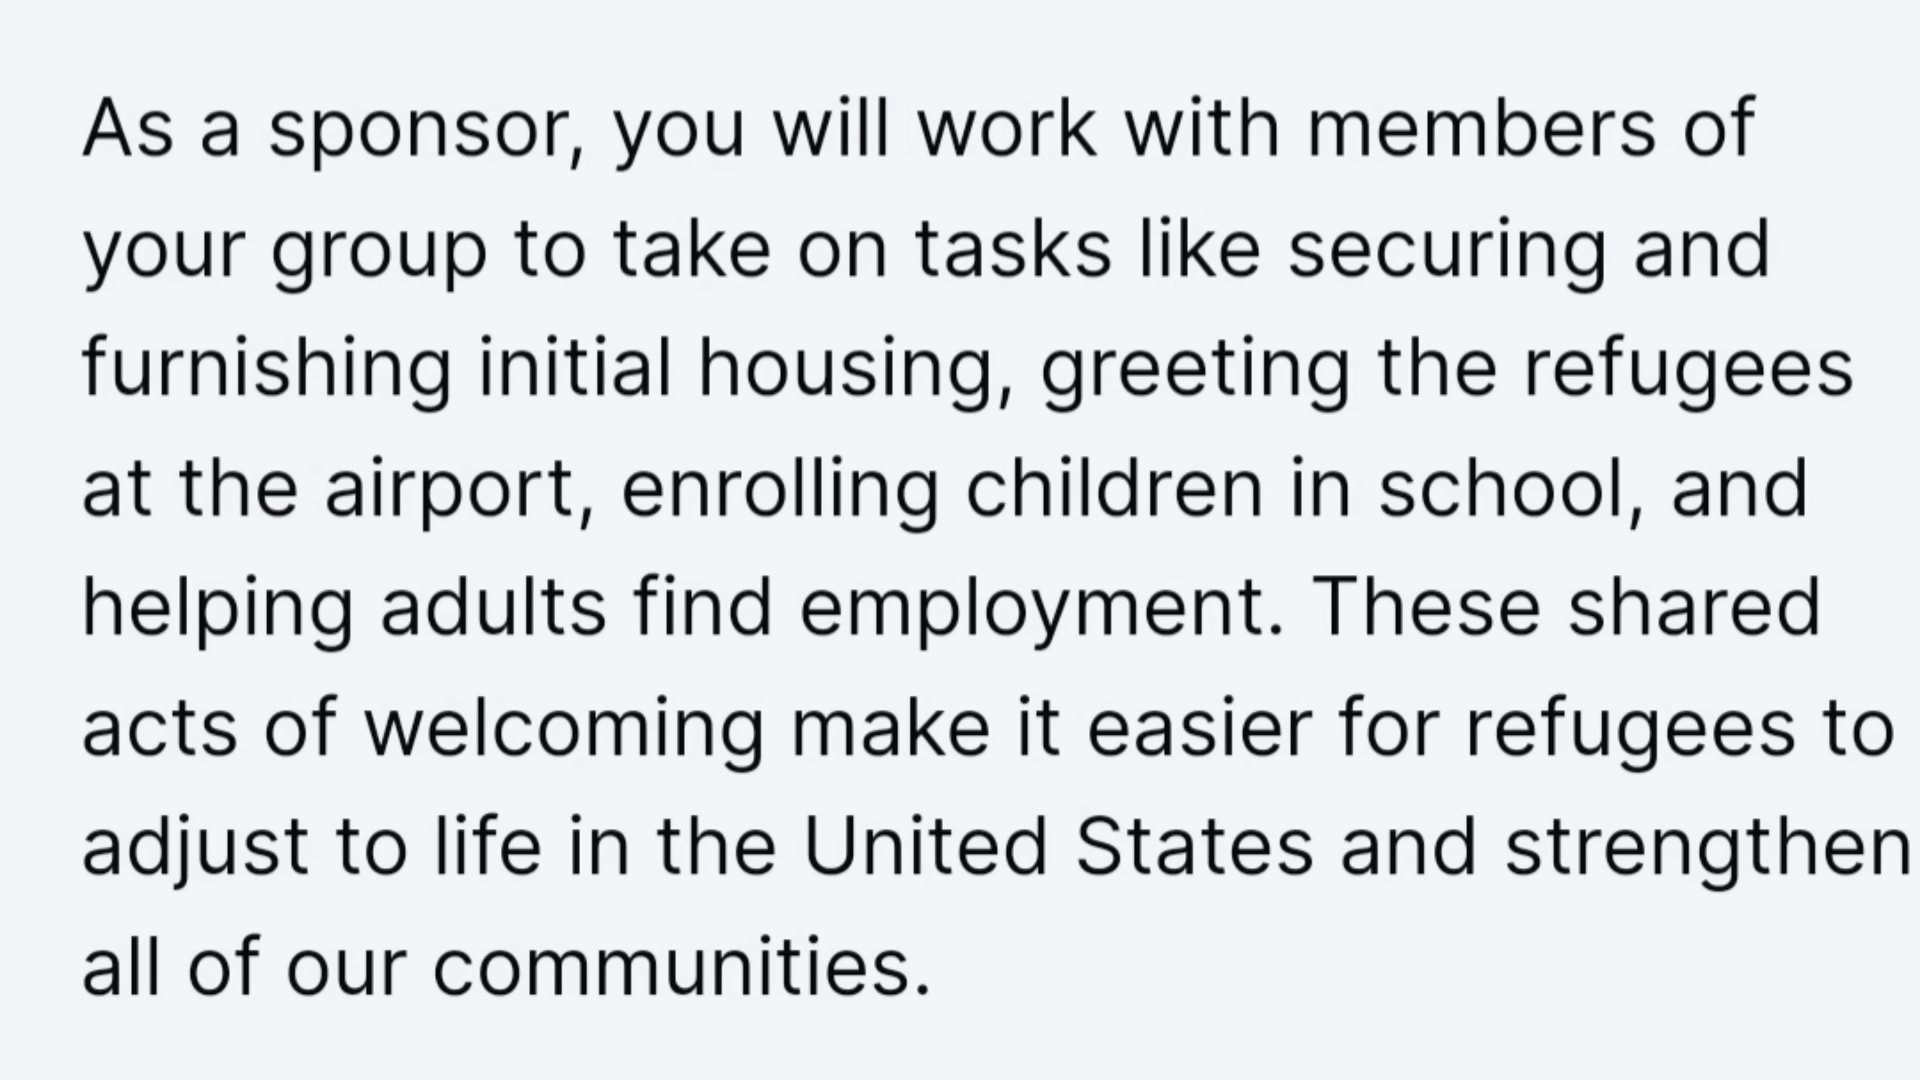 As a sponsor, you will work with members of
your group to take on tasks like securing and
furnishing initial housing, greeting the refugees
at the airport, enrolling children in school, and
helping adults find employment. These shared
acts of welcoming make it easier for refugees to
adjust to life in the United States and strengthen
all of our communities.